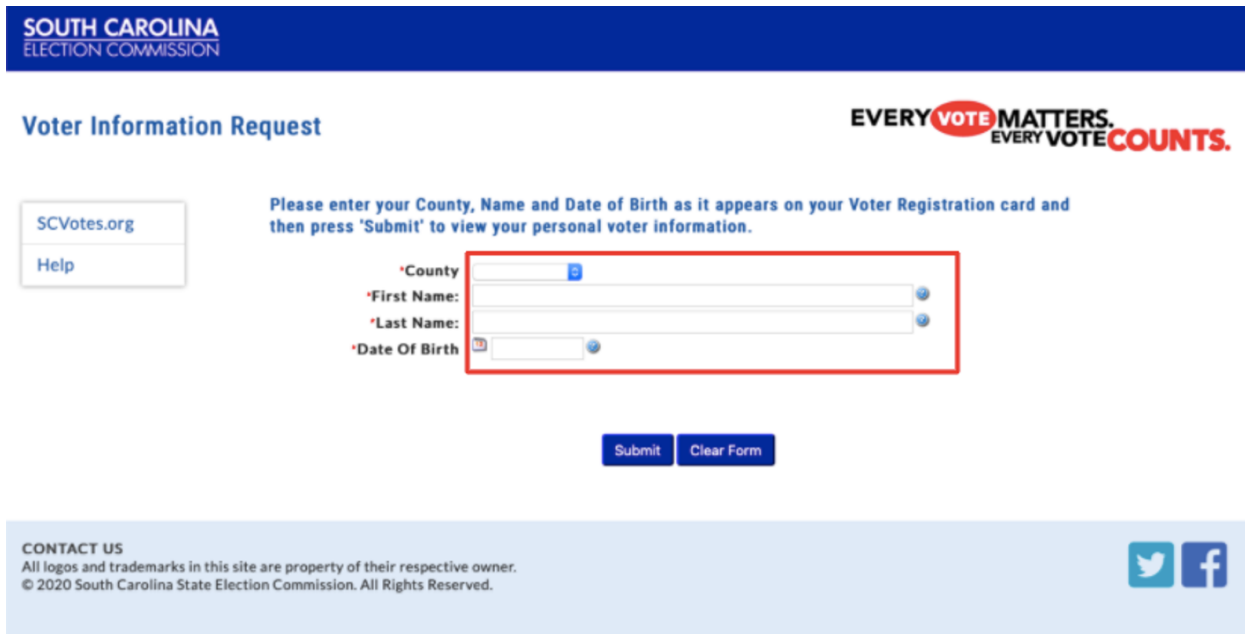 SOUTH CAROLINA
ELECTION COMMISSION
Voter Information Request
EVERY VOTE MATTERS.
EVERY VOTE COUNTS.
SCVotes.org
Help
Please enter your County, Name and Date of Birth as it appears on your Voter Registration card and
then press 'Submit' to view your personal voter information.
*County
*First Name:
*Last Name:
*Date Of Birth
Submit Clear Form
CONTACT US
All logos and trademarks in this site are property of their respective owner.
© 2020 South Carolina State Election Commission. All Rights Reserved.